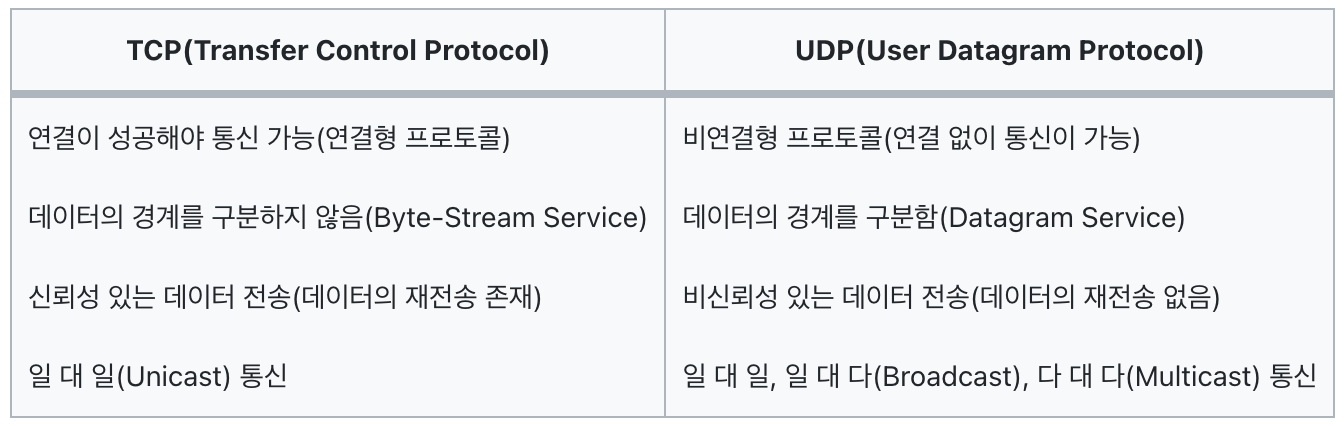 TCP(Transfer Control Protocol)
UDP(User Datagram Protocol)
연결이 성공해야 통신 가능(연결형 프로토콜)
비연결형 프로토콜(연결 없이 통신이 가능)
데이터의 경계를 구분하지 않음(Byte-Stream Service)
데이터의 경계를 구분함(Datagram Service)
신뢰성 있는 데이터 전송(데이터의 재전송 존재)
비신뢰성 있는 데이터 전송(데이터의 재전송 없음)
일 대 일(Unicast) 통신
일 대 일, 일 대 다(Broadcast), 다 대 다(Multicast) 통신